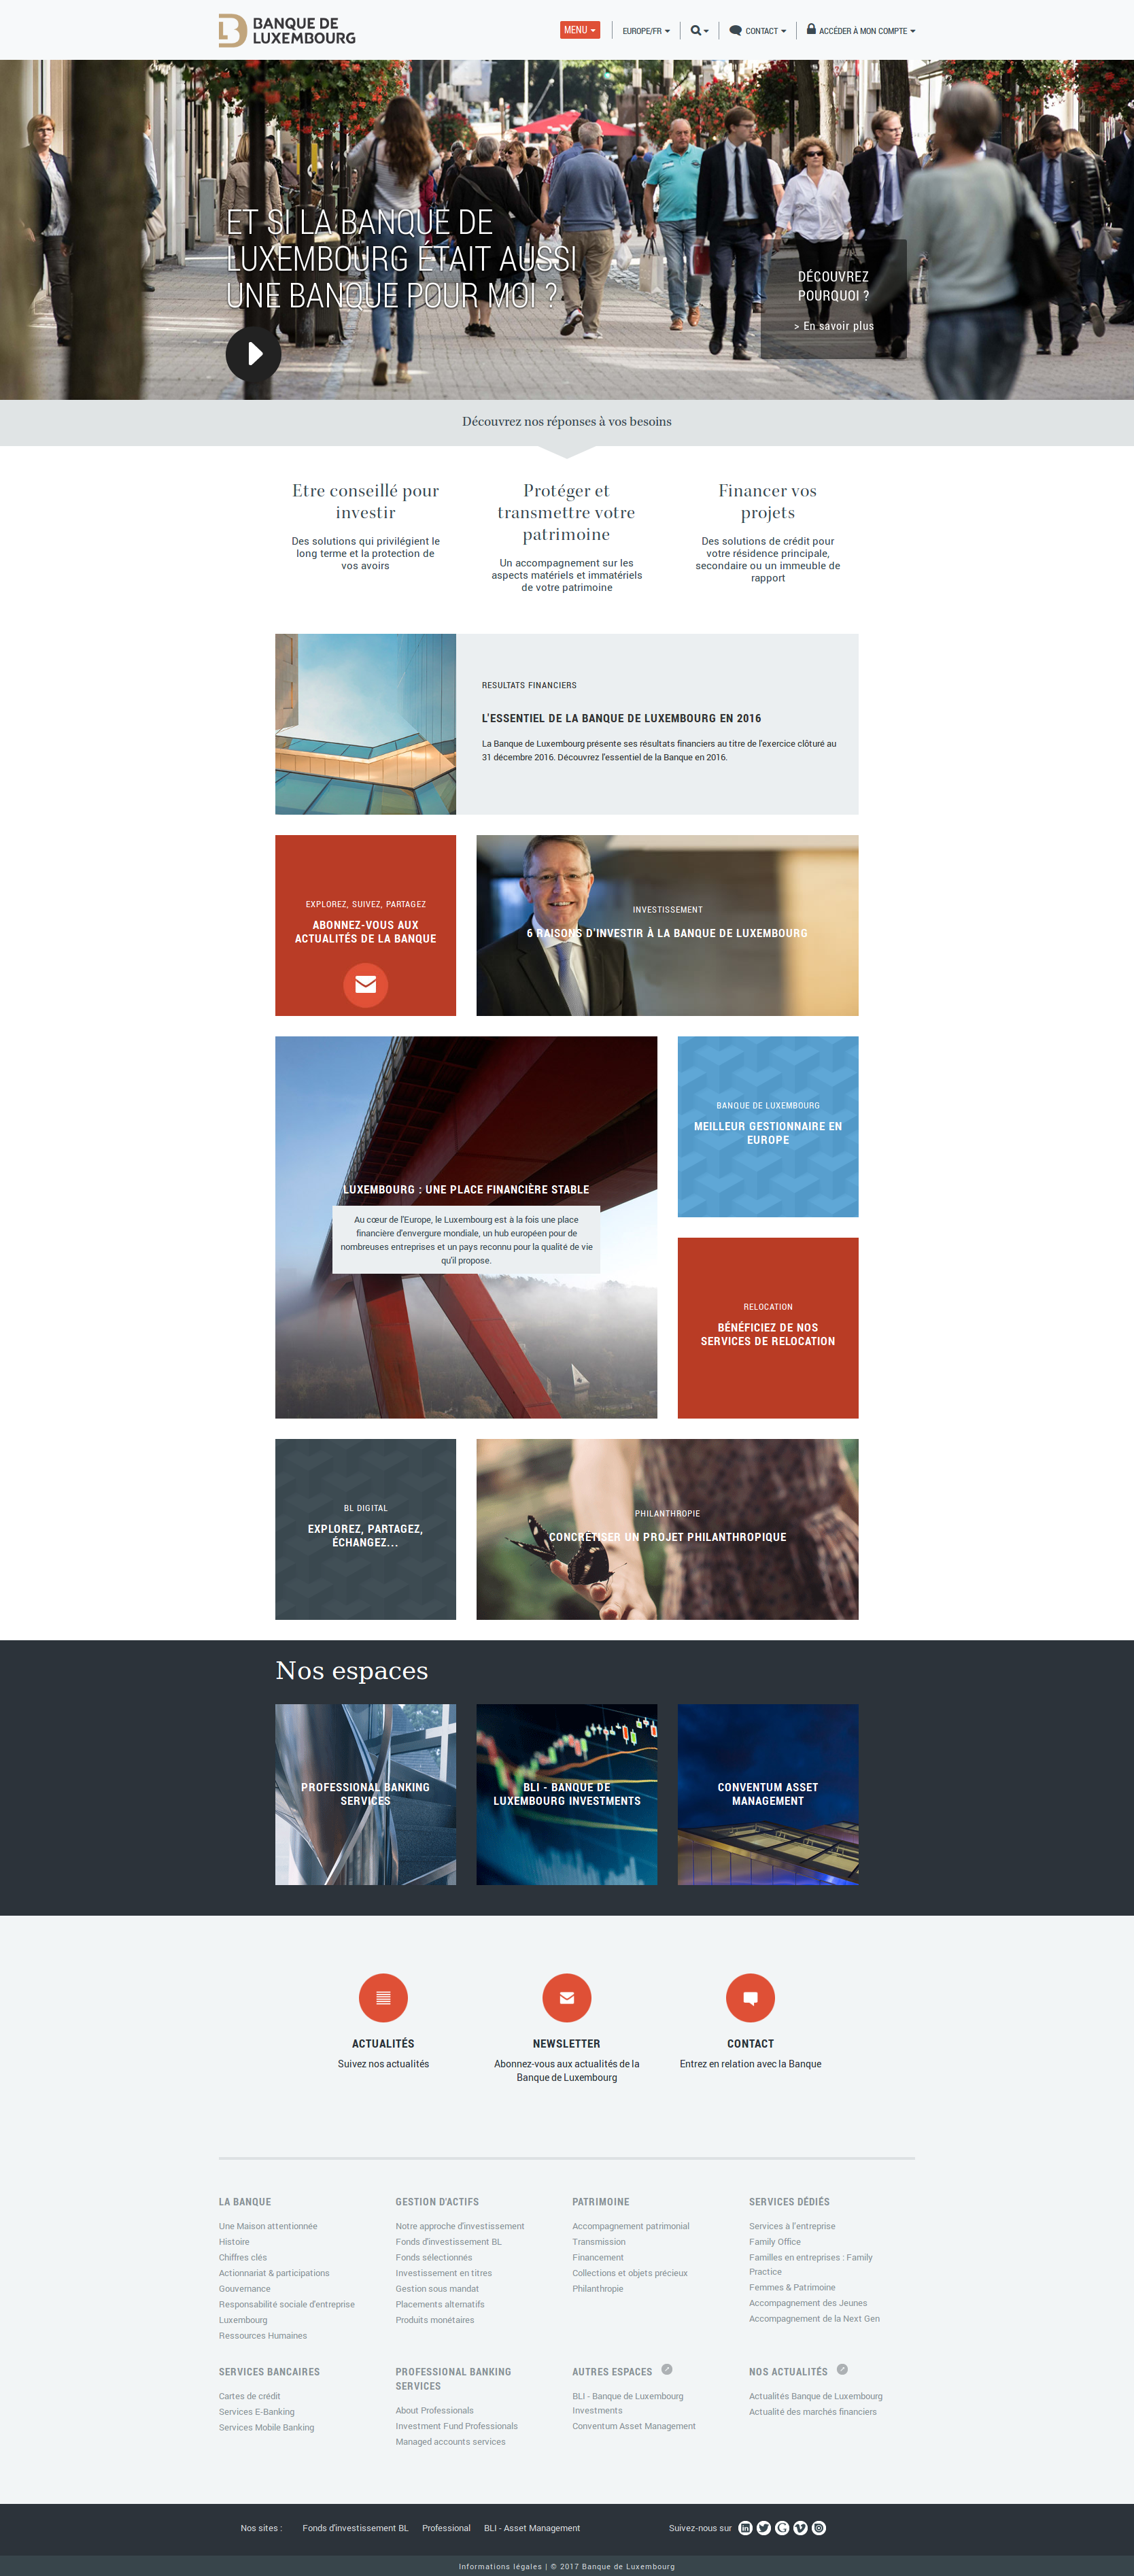 BANQUE DE
LUXEMBOURG
MENU
EUROPE/FR
CONTACT
ACCÉDER À MON COMPTE
ET SI LA BANQUE DE
LUXEMBOURG ÉTAIT AUSSI
UNE BANQUE POUR MOI ?
DÉCOUVREZ
POURQUOI ?
> En savoir plus
Découvrez nos réponses à vos besoins
Etre conseillé pour
investir
Des solutions qui privilégient le
long terme et la protection de
vos avoirs
Protéger et
transmettre votre
patrimoine
Un accompagnement sur les
aspects matériels et immatériels
de votre patrimoine
Financer vos
projets
Des solutions de crédit pour
votre résidence principale,
secondaire ou un immeuble de
rapport
RESULTATS FINANCIERS
L'ESSENTIEL DE LA BANQUE DE LUXEMBOURG EN 2016
La Banque de Luxembourg présente ses résultats financiers au titre de l'exercice clôturé au
31 décembre 2016. Découvrez l'essentiel de la Banque en 2016.
EXPLOREZ, SUIVEZ, PARTAGEZ
ABONNEZ-VOUS AUX
ACTUALITÉS DE LA BANQUE
INVESTISSEMENT
6 RAISONS D'INVESTIR À LA BANQUE DE LUXEMBOURG
LUXEMBOURG : UNE PLACE FINANCIÈRE STABLE
Au cœur de l'Europe, le Luxembourg est à la fois une place
financière d'envergure mondiale, un hub européen pour de
nombreuses entreprises et un pays reconnu pour la qualité de vie
qu'il propose.
BANQUE DE LUXEMBOURG
MEILLEUR GESTIONNAIRE EN
EUROPE
RELOCATION
BÉNÉFICIEZ DE NOS
SERVICES DE RELOCATION
BL DIGITAL
EXPLOREZ, PARTAGEZ,
ÉCHANGEZ...
PHILANTHROPIE
CONCRÉTISER UN PROJET PHILANTHROPIQUE
Nos espaces
PROFESSIONAL BANKING
SERVICES
BLI - BANQUE DE
LUXEMBOURG INVESTMENTS
CONVENTUM ASSET
MANAGEMENT
ACTUALITÉS
Suivez nos actualités
NEWSLETTER
Abonnez-vous aux actualités de la
Banque de Luxembourg
CONTACT
Entrez en relation avec la Banque
LA BANQUE
Une Maison attentionnée
Histoire
Chiffres clés
Actionnariat & participations
Gouvernance
Responsabilité sociale d'entreprise
Luxembourg
Ressources Humaines
GESTION D'ACTIFS
Notre approche d'investissement
Fonds d'investissement BL
Fonds sélectionnés
Investissement en titres
Gestion sous mandat
Placements alternatifs
Produits monétaires
PATRIMOINE
Accompagnement patrimonial
Transmission
Financement
Collections et objets précieux
Philanthropie
SERVICES DÉDIÉS
Services à l'entreprise
Family Office
Familles en entreprises : Family
Practice
Femmes & Patrimoine
Accompagnement des Jeunes
Accompagnement de la Next Gen
SERVICES BANCAIRES
Cartes de crédit
Services E-Banking
Services Mobile Banking
PROFESSIONAL BANKING
SERVICES
About Professionals
Investment Fund Professionals
Managed accounts services
AUTRES ESPACES
BLI - Banque de Luxembourg
Investments
Conventum Asset Management
NOS ACTUALITÉS
Actualités Banque de Luxembourg
Actualité des marchés financiers
Nos sites :
Fonds d'investissement BL
Professional
BLI - Asset Management
Suivez-nous sur
Informations légales | © 2017 Banque de Luxembourg